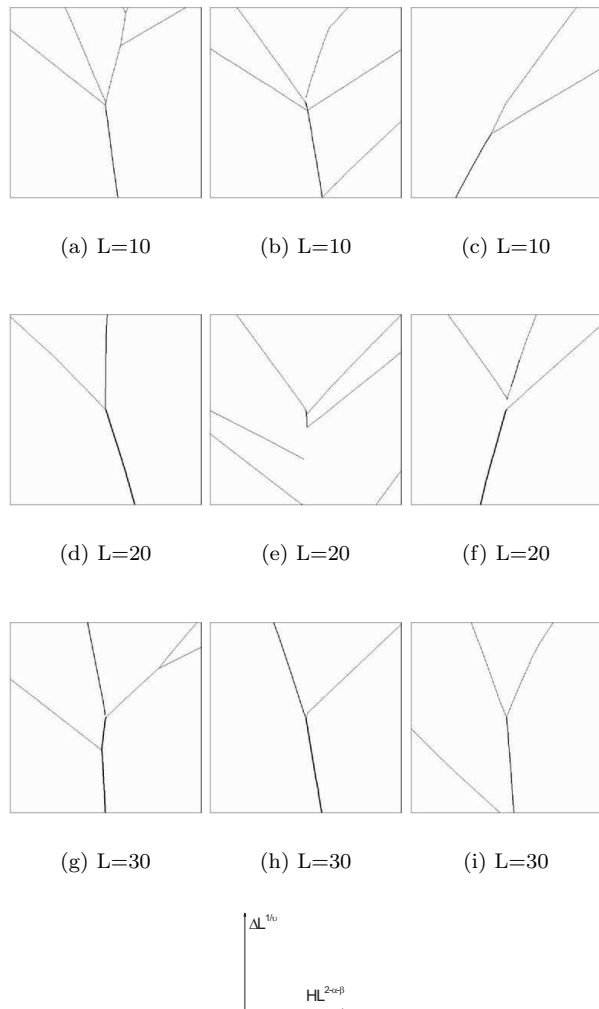 (a) L=10 (b) L=10 (c) L=10
(d) L=20 (e) L=20 (f) L=20
(g) L=30 (h) L=30 (i) L=30
ΔL^{1/υ}
HL^{2-α-β}